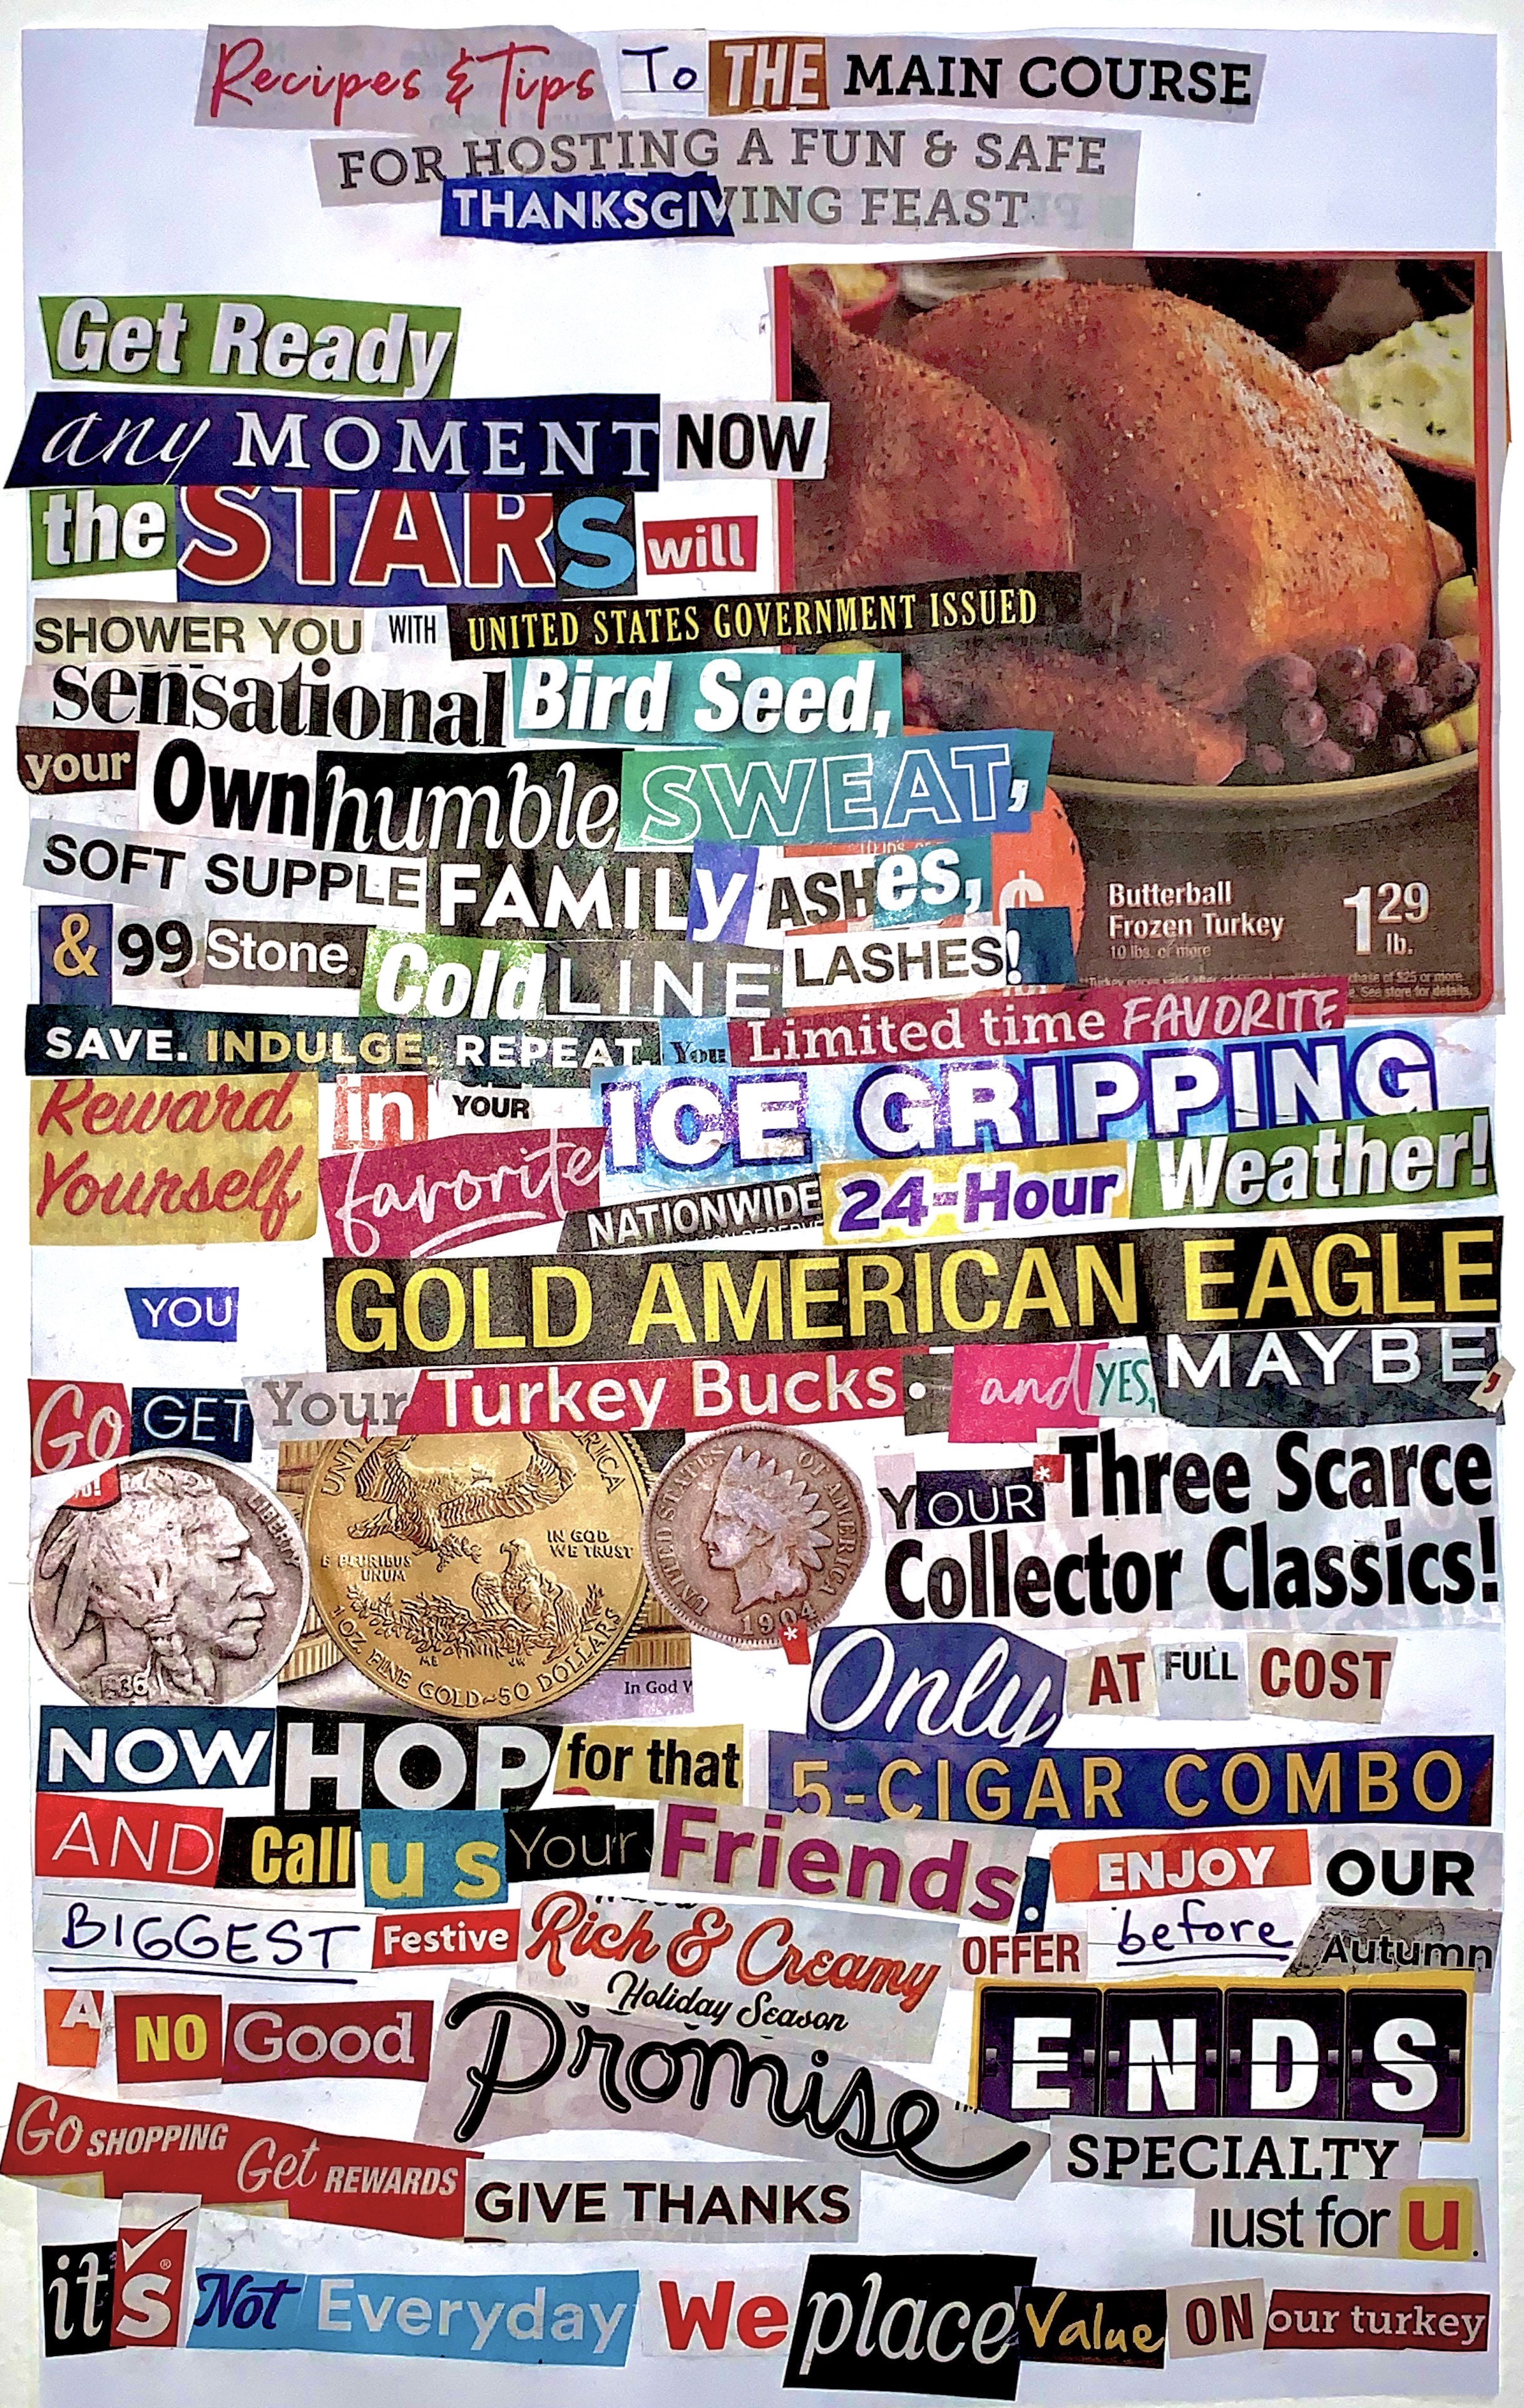 Recipes & Tips To THE MAIN COURSE
FOR HOSTING A FUN & SAFE
THANKSGIVING FEAST
Get Ready
any MOMENT NOW
the STARS will
SHOWER YOU WITH UNITED STATES GOVERNMENT ISSUED
sensational Bird Seed,
your Own humble SWEAT,
SOFT SUPPLE FAMILy ASHes,
& 99 Stone Cold LINE LASHES!
Butterball
Frozen Turkey
10 lbs. or more
1 29 lb.
SAVE. INDULGE. REPEAT. You Limited time FAVORITE
Reward Yourself in YOUR favorite ICE GRIPPING
NATIONWIDE 24-Hour Weather!
YOU GOLD AMERICAN EAGLE
Go GET Your Turkey Bucks. and YES, MAYBE,
YOUR *Three Scarce
Collector Classics!
LIBERTY
IN GOD
WE TRUST
E PLURIBUS
UNUM
1 OZ FINE GOLD~50 DOLLARS
UNITED STATES OF AMERICA
1904
*
In God
Only AT FULL COST
NOW HOP for that 5-CIGAR COMBO
AND Call us Your Friends! ENJOY OUR
BIGGEST Festive Rich & Creamy OFFER before Autumn
Holiday Season
A NO Good Promise ENDS
GO SHOPPING Get REWARDS GIVE THANKS SPECIALTY
just for u.
it's Not Everyday We place Value ON our turkey